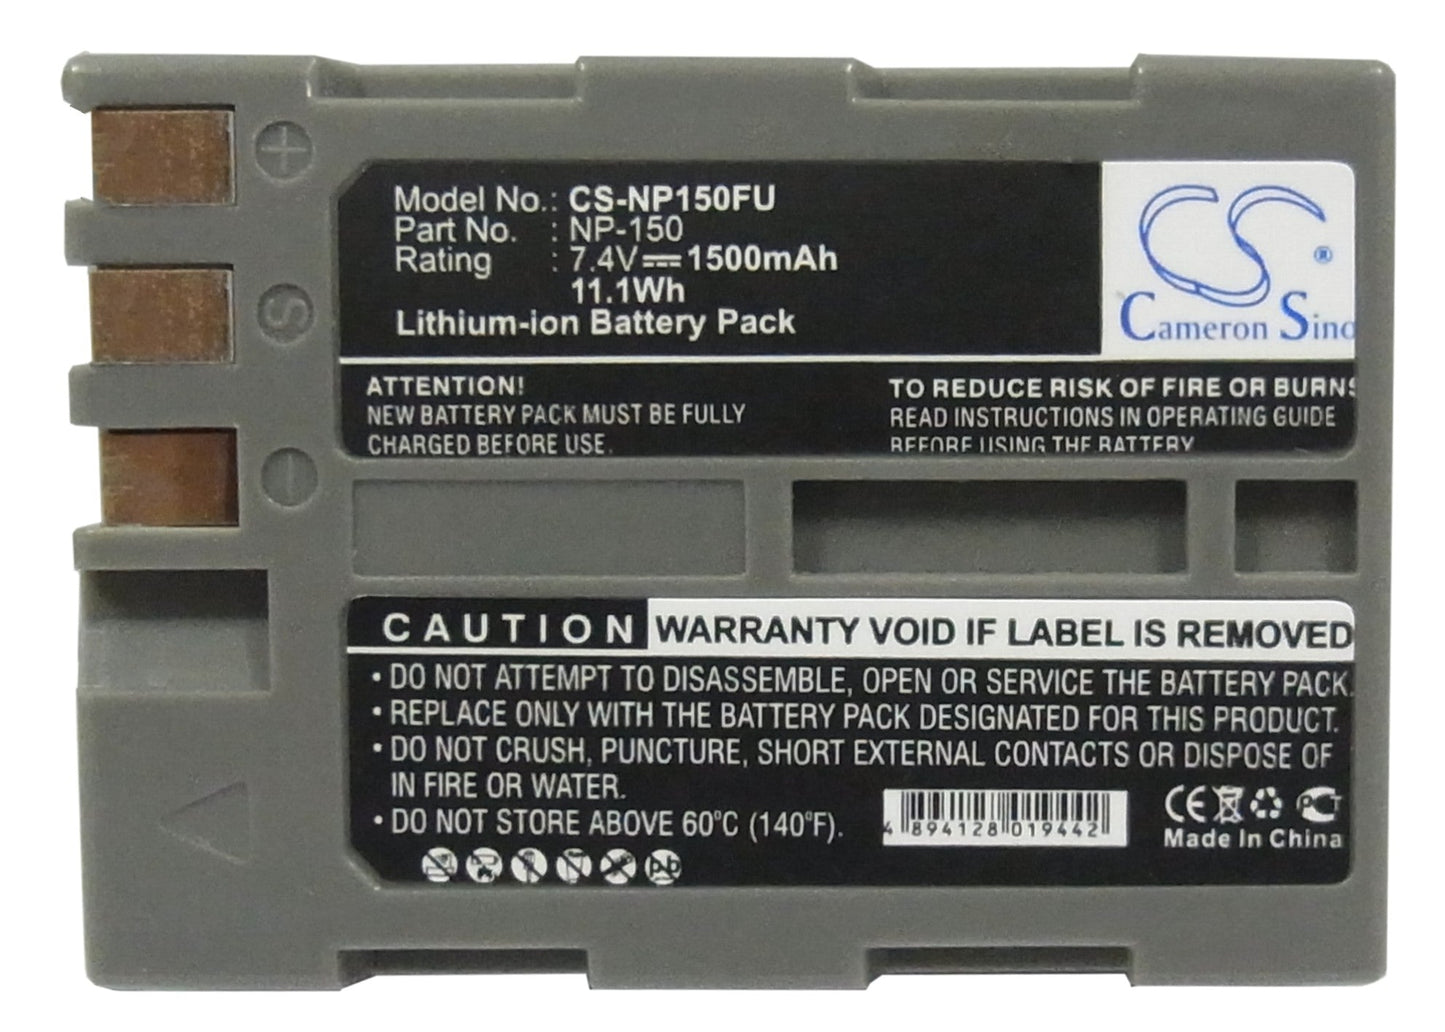 +
S
−
Model No.: CS-NP150FU
Part No. : NP-150
Rating : 7.4V⎓1500mAh
11.1Wh
Lithium-ion Battery Pack
CS ®
Cameron Sino
ATTENTION!
NEW BATTERY PACK MUST BE FULLY
CHARGED BEFORE USE.
TO REDUCE RISK OF FIRE OR BURNS
READ INSTRUCTIONS IN OPERATING GUIDE
BEFORE USING THE BATTERY
CAUTION WARRANTY VOID IF LABEL IS REMOVED
• DO NOT ATTEMPT TO DISASSEMBLE, OPEN OR SERVICE THE BATTERY PACK.
• REPLACE ONLY WITH THE BATTERY PACK DESIGNATED FOR THIS PRODUCT.
• DO NOT CRUSH, PUNCTURE, SHORT EXTERNAL CONTACTS OR DISPOSE OF
IN FIRE OR WATER.
• DO NOT STORE ABOVE 60°C (140°F).
4 894128 019442
CE PCT
Made In China
Pb